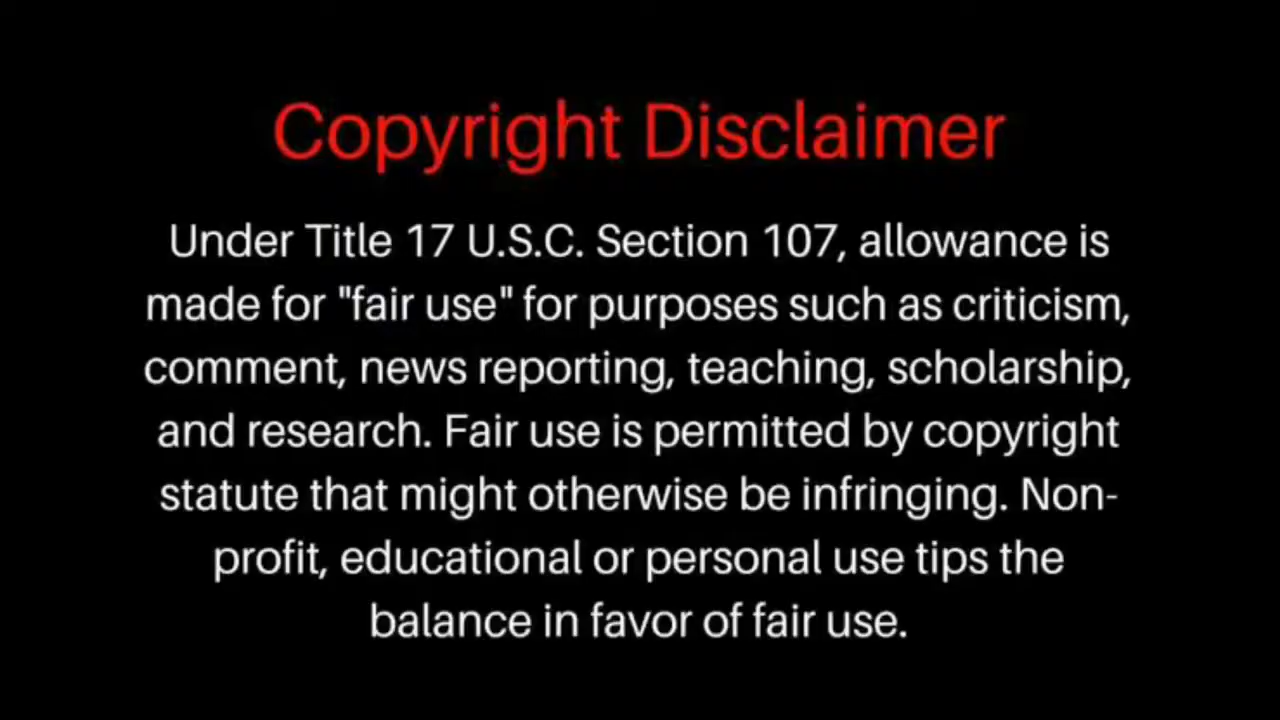 Copyright Disclaimer
Under Title 17 U.S.C. Section 107, allowance is
made for "fair use" for purposes such as criticism,
comment, news reporting, teaching, scholarship,
and research. Fair use is permitted by copyright
statute that might otherwise be infringing. Non-
profit, educational or personal use tips the
balance in favor of fair use.